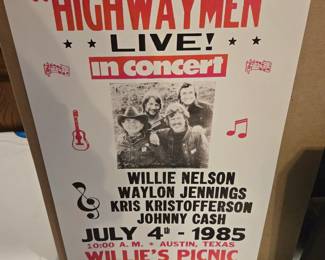 "HIGHWAYMEN
LIVE!
in concert
WILLIE NELSON
WAYLON JENNINGS
KRIS KRISTOFFERSON
JOHNNY CASH
JULY 4th - 1985
10:00 A. M. • AUSTIN, TEXAS
WILLIE'S PICNIC